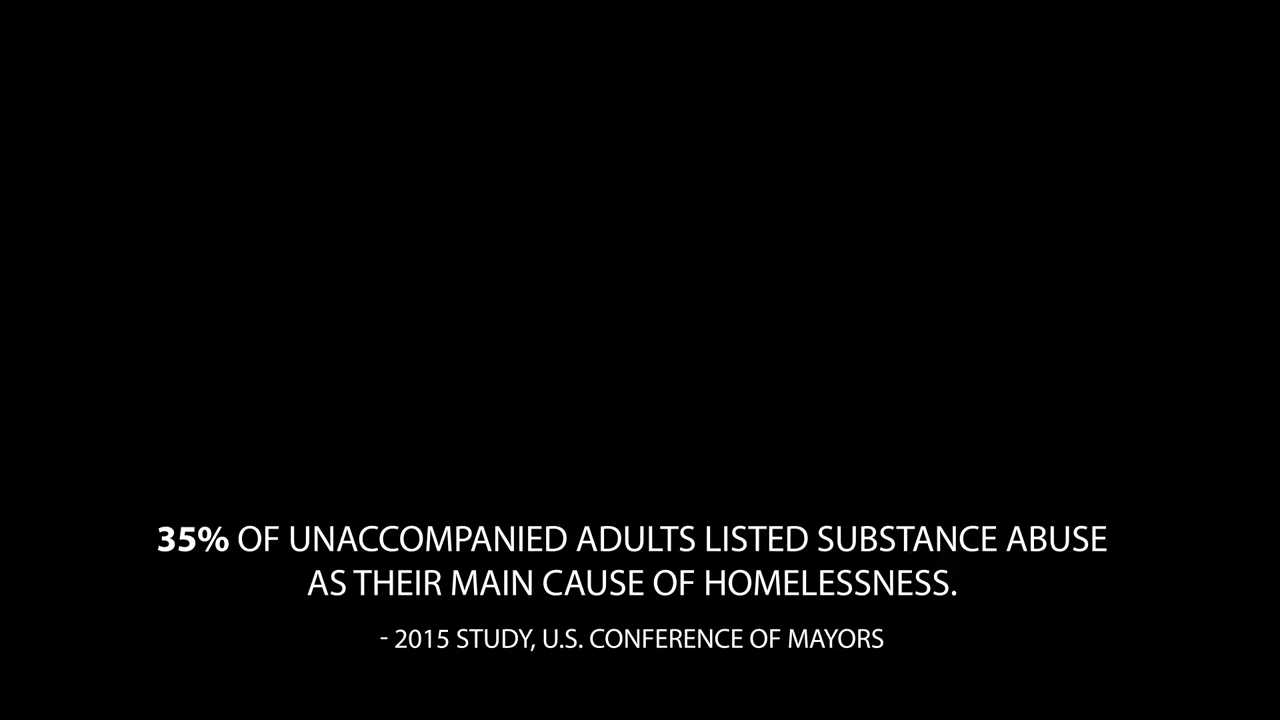 35% OF UNACCOMPANIED ADULTS LISTED SUBSTANCE ABUSE
AS THEIR MAIN CAUSE OF HOMELESSNESS.
- 2015 STUDY, U.S. CONFERENCE OF MAYORS